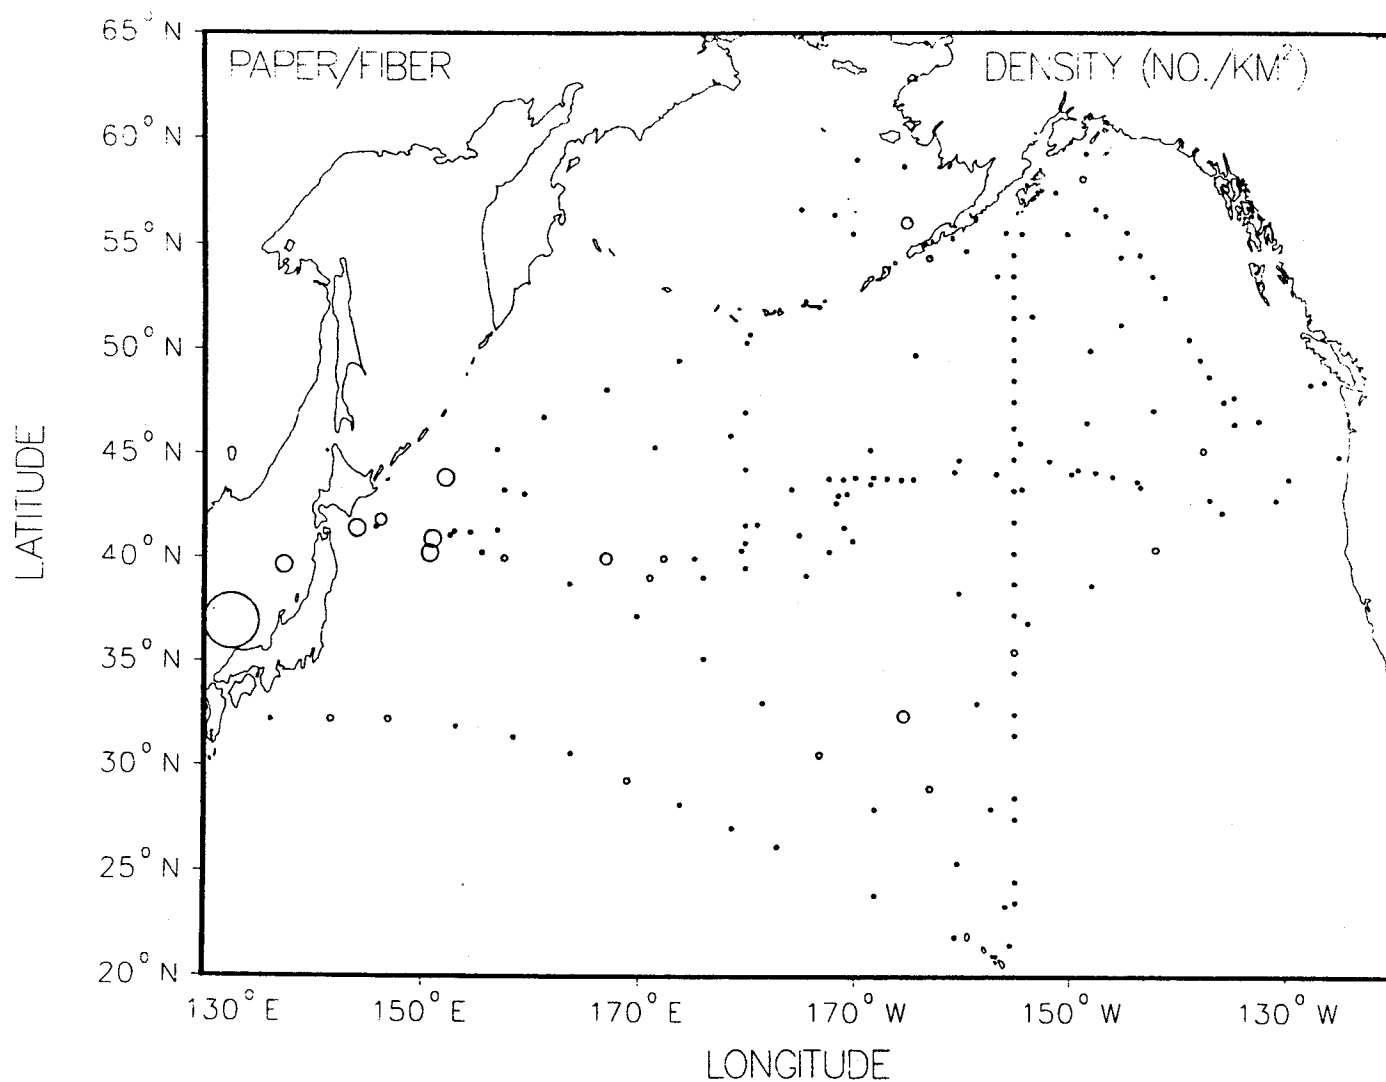 PAPER/FIBER
DENSITY (NO./KM²)
65° N
60° N
55° N
50° N
45° N
40° N
35° N
30° N
25° N
20° N
LATITUDE
130° E
150° E
170° E
170° W
150° W
130° W
LONGITUDE